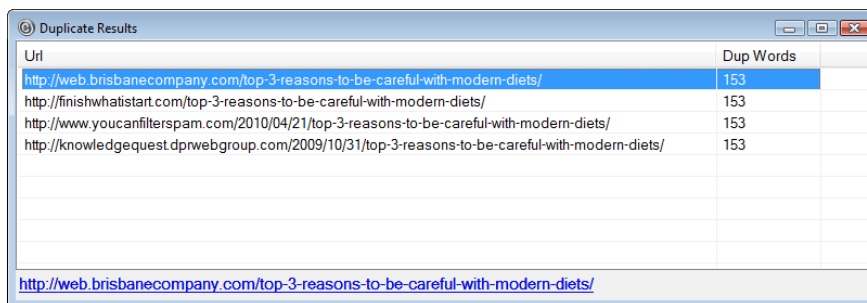 Duplicate Results
Url Dup Words
http://web.brisbanecompany.com/top-3-reasons-to-be-careful-with-modern-diets/ 153
http://finishwhatistart.com/top-3-reasons-to-be-careful-with-modern-diets/ 153
http://www.youcanfilterspam.com/2010/04/21/top-3-reasons-to-be-careful-with-modern-diets/ 153
http://knowledgequest.dprwebgroup.com/2009/10/31/top-3-reasons-to-be-careful-with-modern-diets/ 153
http://web.brisbanecompany.com/top-3-reasons-to-be-careful-with-modern-diets/